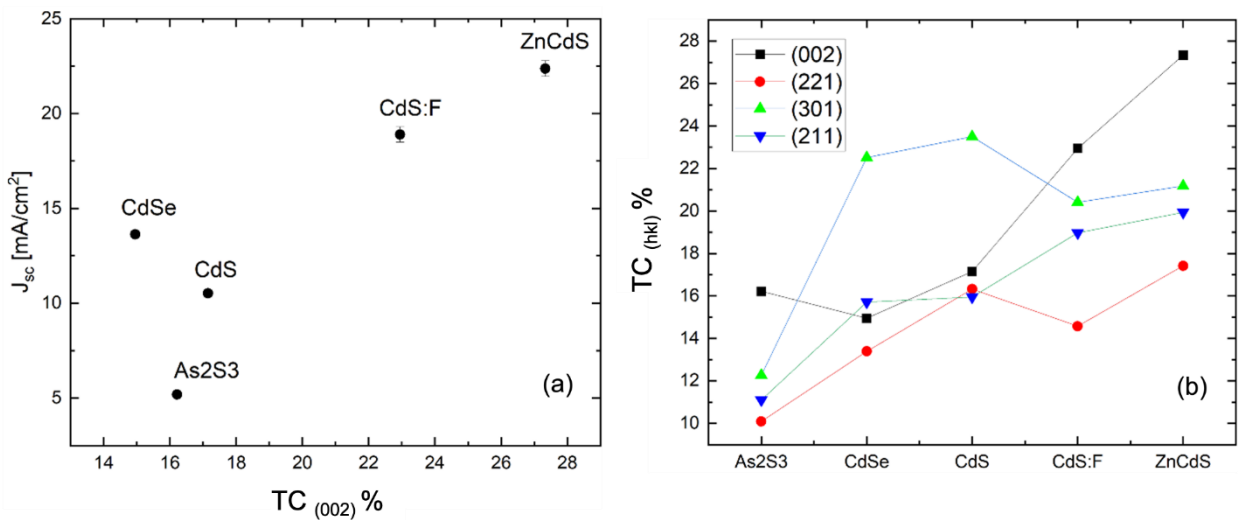 25
20
15
10
5
J_sc [mA/cm²]
ZnCdS
CdS:F
CdSe
CdS
As2S3
(a)
14 16 18 20 22 24 26 28
TC (002) %
28
26
24
22
20
18
16
14
12
10
TC (hkl) %
(002)
(221)
(301)
(211)
(b)
As2S3 CdSe CdS CdS:F ZnCdS